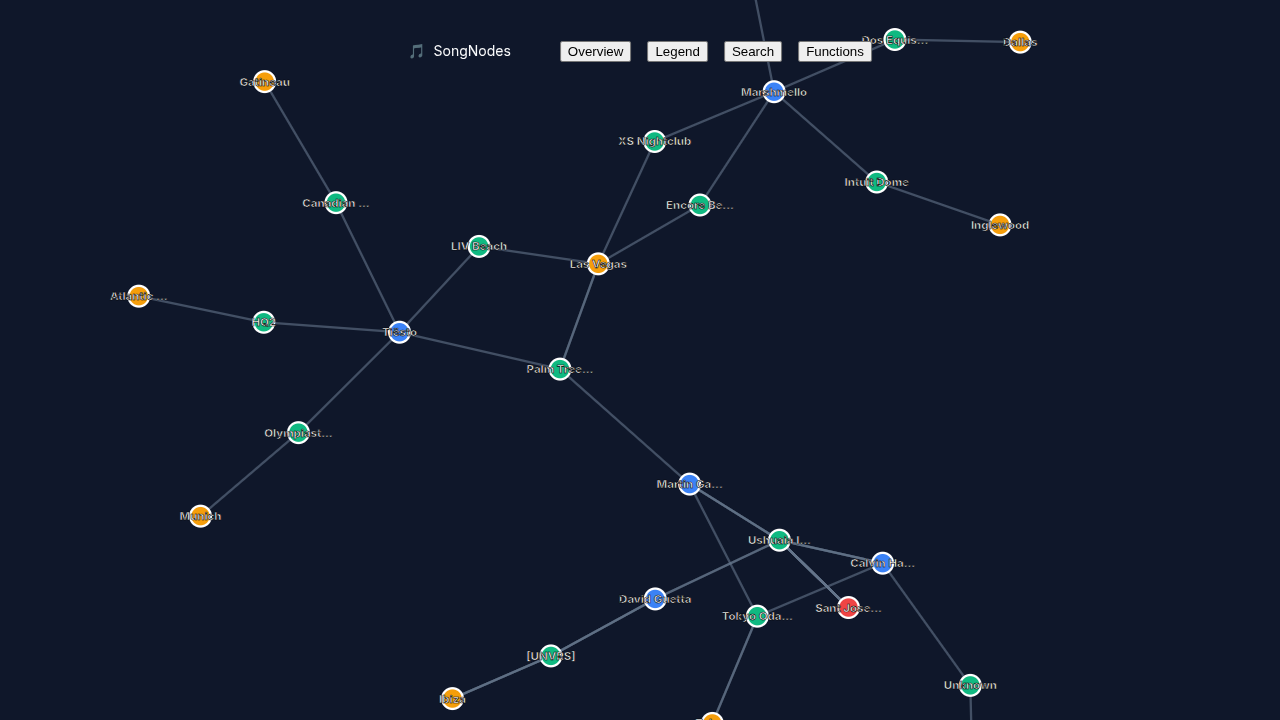 🎵 SongNodes
Overview
Legend
Search
Functions
Dos Equis...
Dallas
Gatineau
Marshmello
XS Nightclub
Intuit Dome
Canadian ...
Encore Be...
Inglewood
LIV Beach
Las Vegas
Atlantic ...
HQ2
Tiësto
Palm Tree...
Olympiast...
Martin Ga...
Munich
Ushuaïa I...
Calvin Ha...
David Guetta
Sant Jose...
Tokyo Oda...
[UNVRS]
Unknown
Ibiza